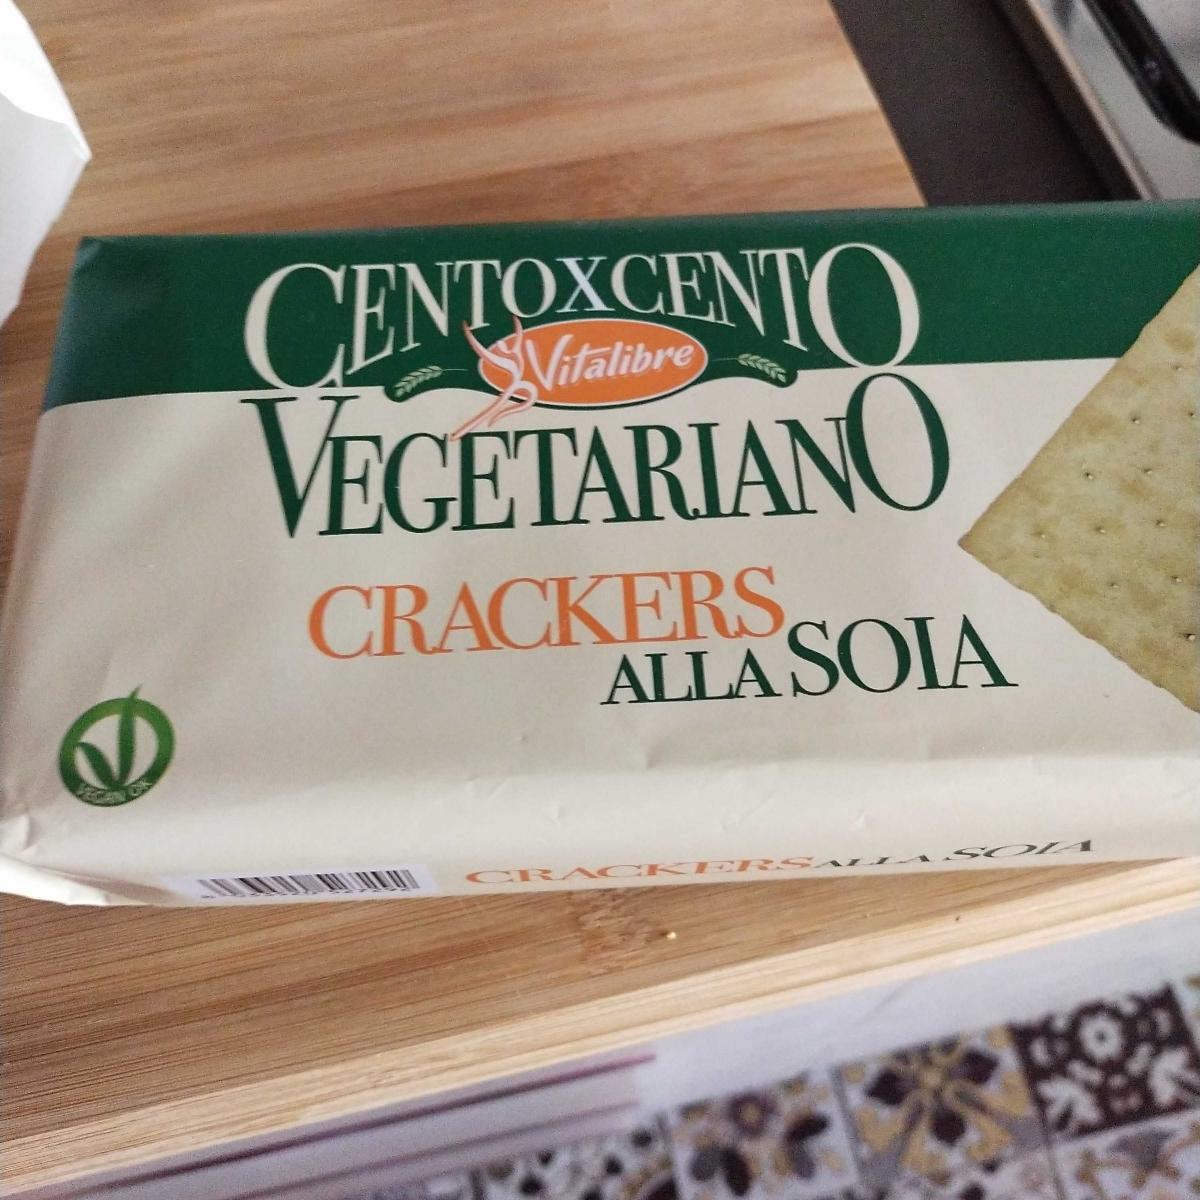 CENTOXCENTO
Vitalibre
VEGETARIANO
CRACKERS
ALLA SOIA
VEGAN OK
CRACKERS ALLA SOIA